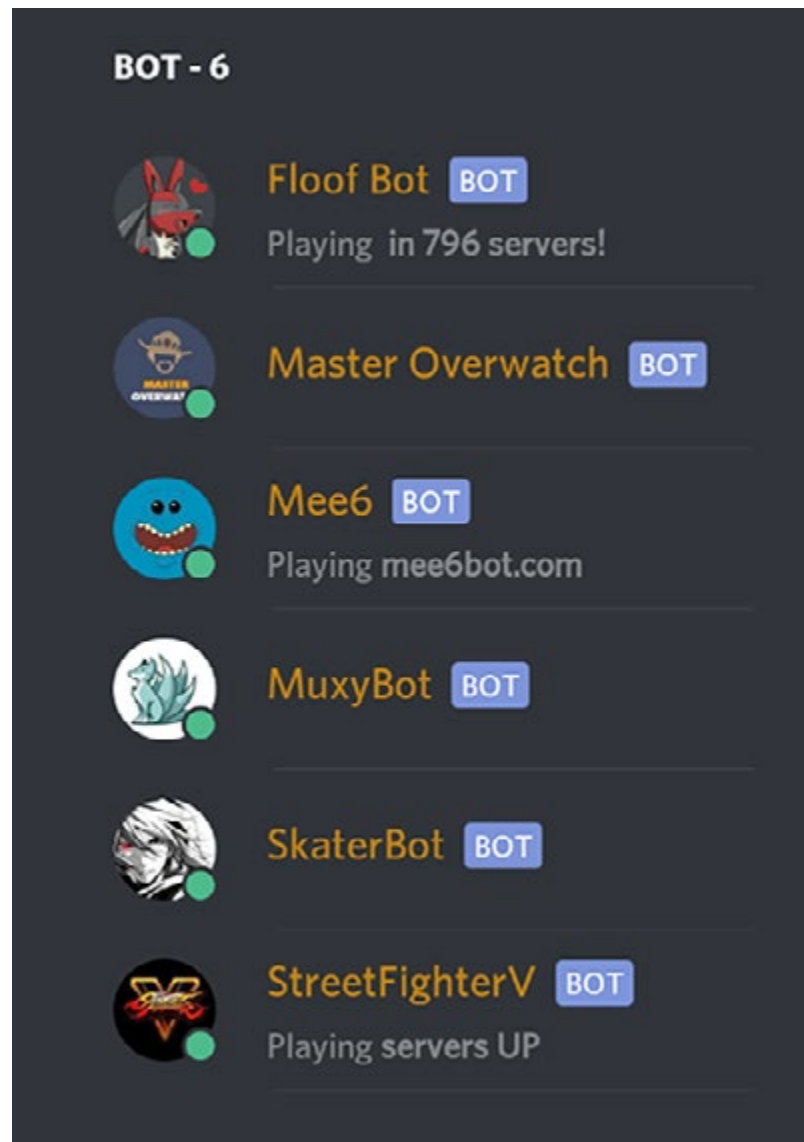 BOT - 6
Floof Bot BOT
Playing in 796 servers!
MASTER
Master Overwatch BOT
Mee6 BOT
Playing mee6bot.com
MuxyBot BOT
SkaterBot BOT
StreetFighterV BOT
Playing servers UP